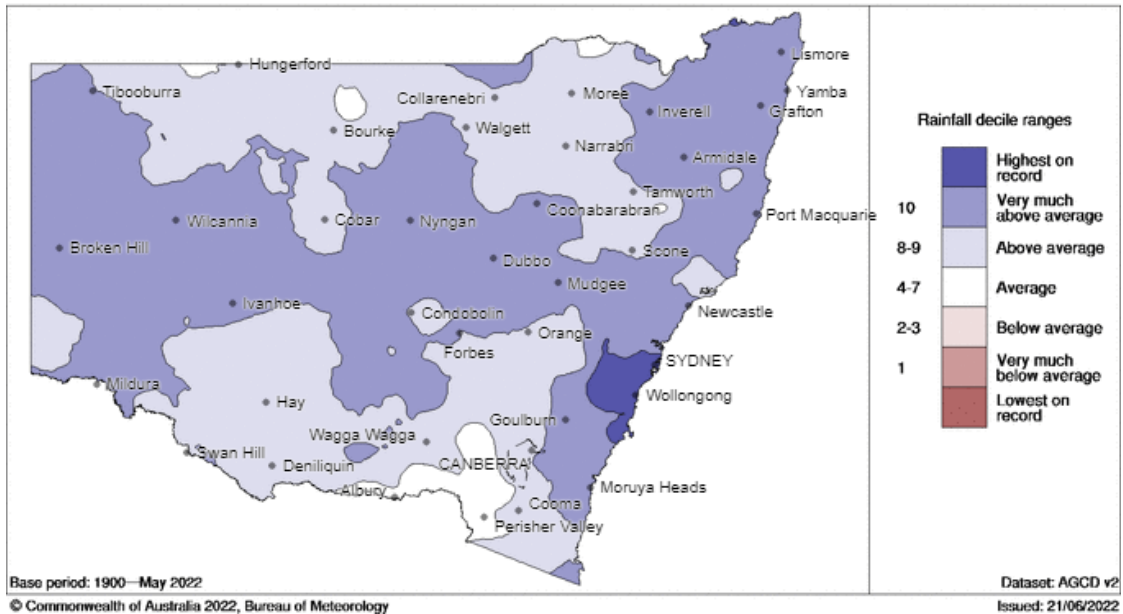 Lismore
Hungerford
Tibooburra
Yamba
Collarenebri
Moree
Inverell
Grafton
Bourke
Walgett
Narrabri
Armidale
Tamworth
Coonabarabran
Port Macquarie
Wilcannia
Cobar
Nyngan
Broken Hill
Scone
Dubbo
Mudgee
Ivanhoe
Newcastle
Condobolin
Orange
Forbes
SYDNEY
Mildura
Wollongong
Hay
Goulburn
Wagga Wagga
Swan Hill
CANBERRA
Deniliquin
Albury
Moruya Heads
Cooma
Perisher Valley
Rainfall decile ranges
Highest on
record
10 Very much
above average
8-9 Above average
4-7 Average
2-3 Below average
1 Very much
below average
Lowest on
record
Base period: 1900—May 2022
Dataset: AGCD v2
© Commonwealth of Australia 2022, Bureau of Meteorology
Issued: 21/06/2022